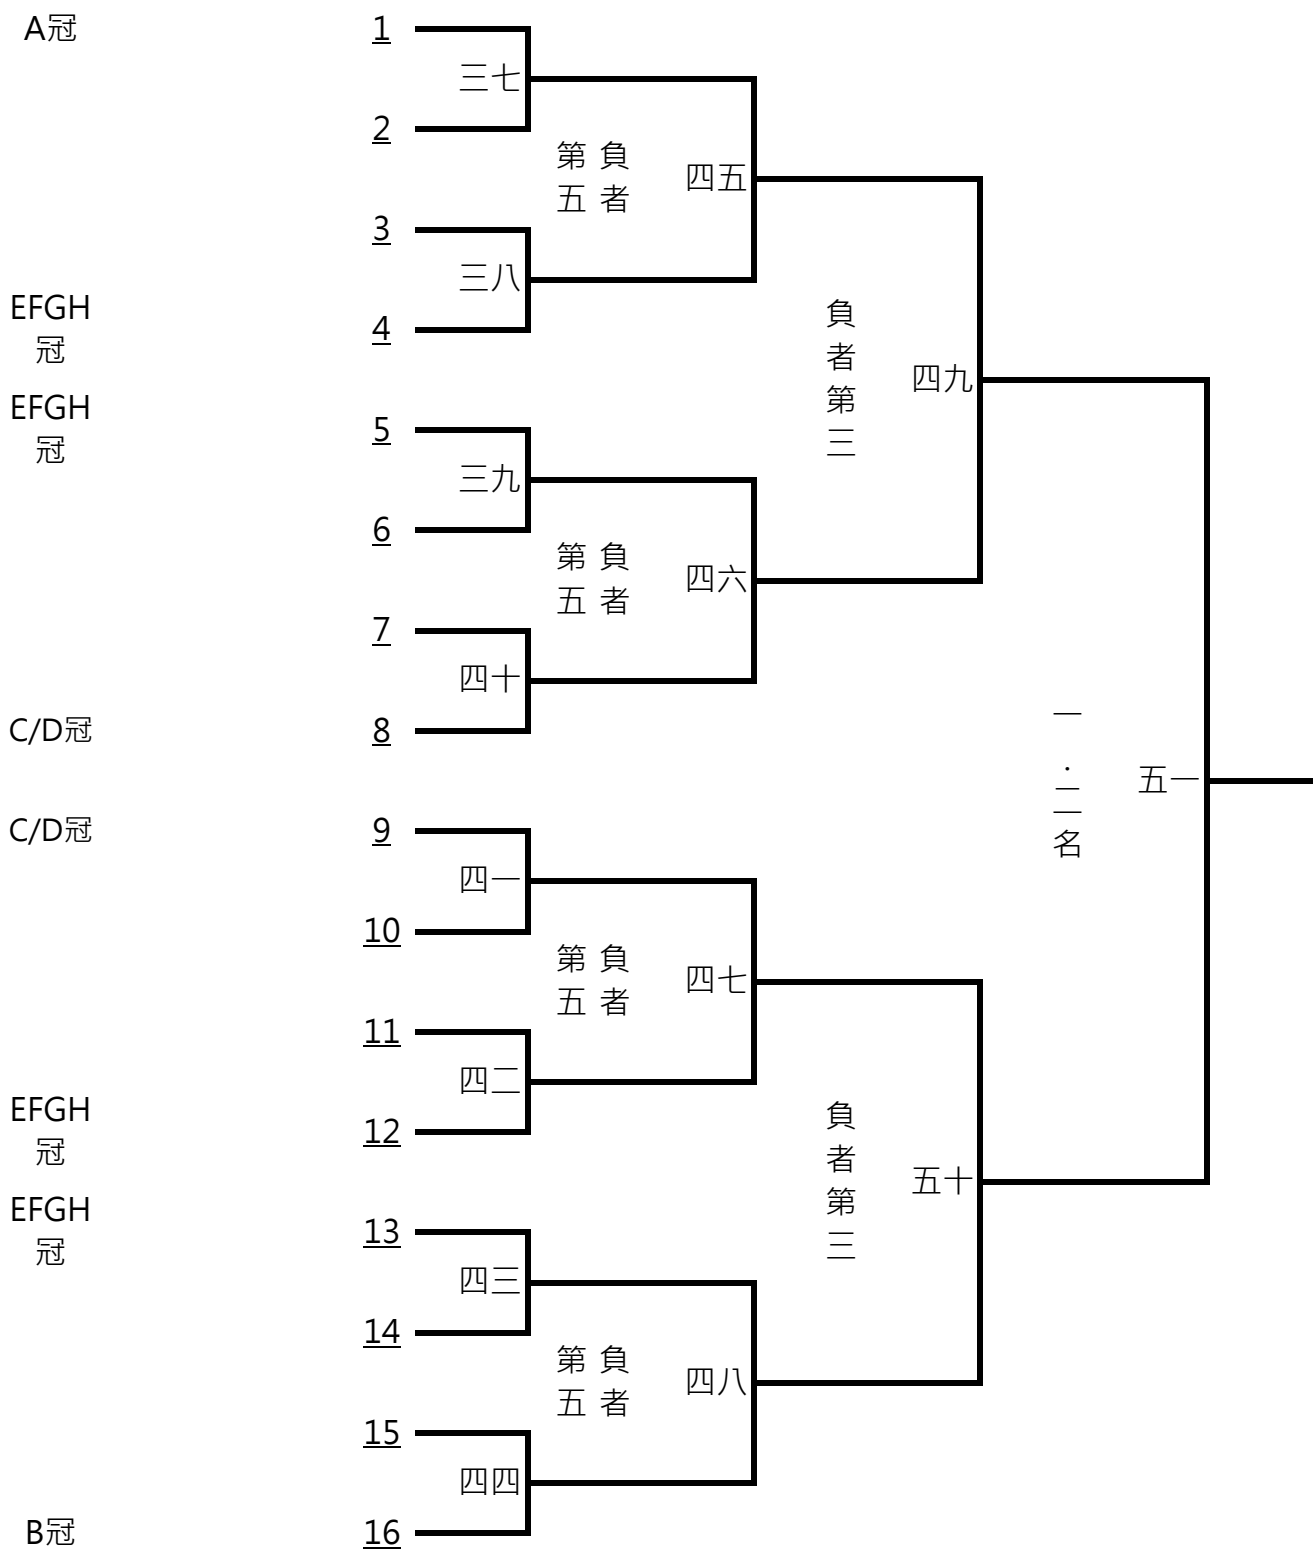 A冠
1
三七
2
負者
第五
四五
3
三八
EFGH
冠
4
負者第三
四九
EFGH
冠
5
三九
6
負者
第五
四六
7
四十
C/D冠
8
一.二名
五一
C/D冠
9
四一
10
負者
第五
四七
11
四二
EFGH
冠
12
負者第三
五十
EFGH
冠
13
四三
14
負者
第五
四八
15
四四
B冠
16